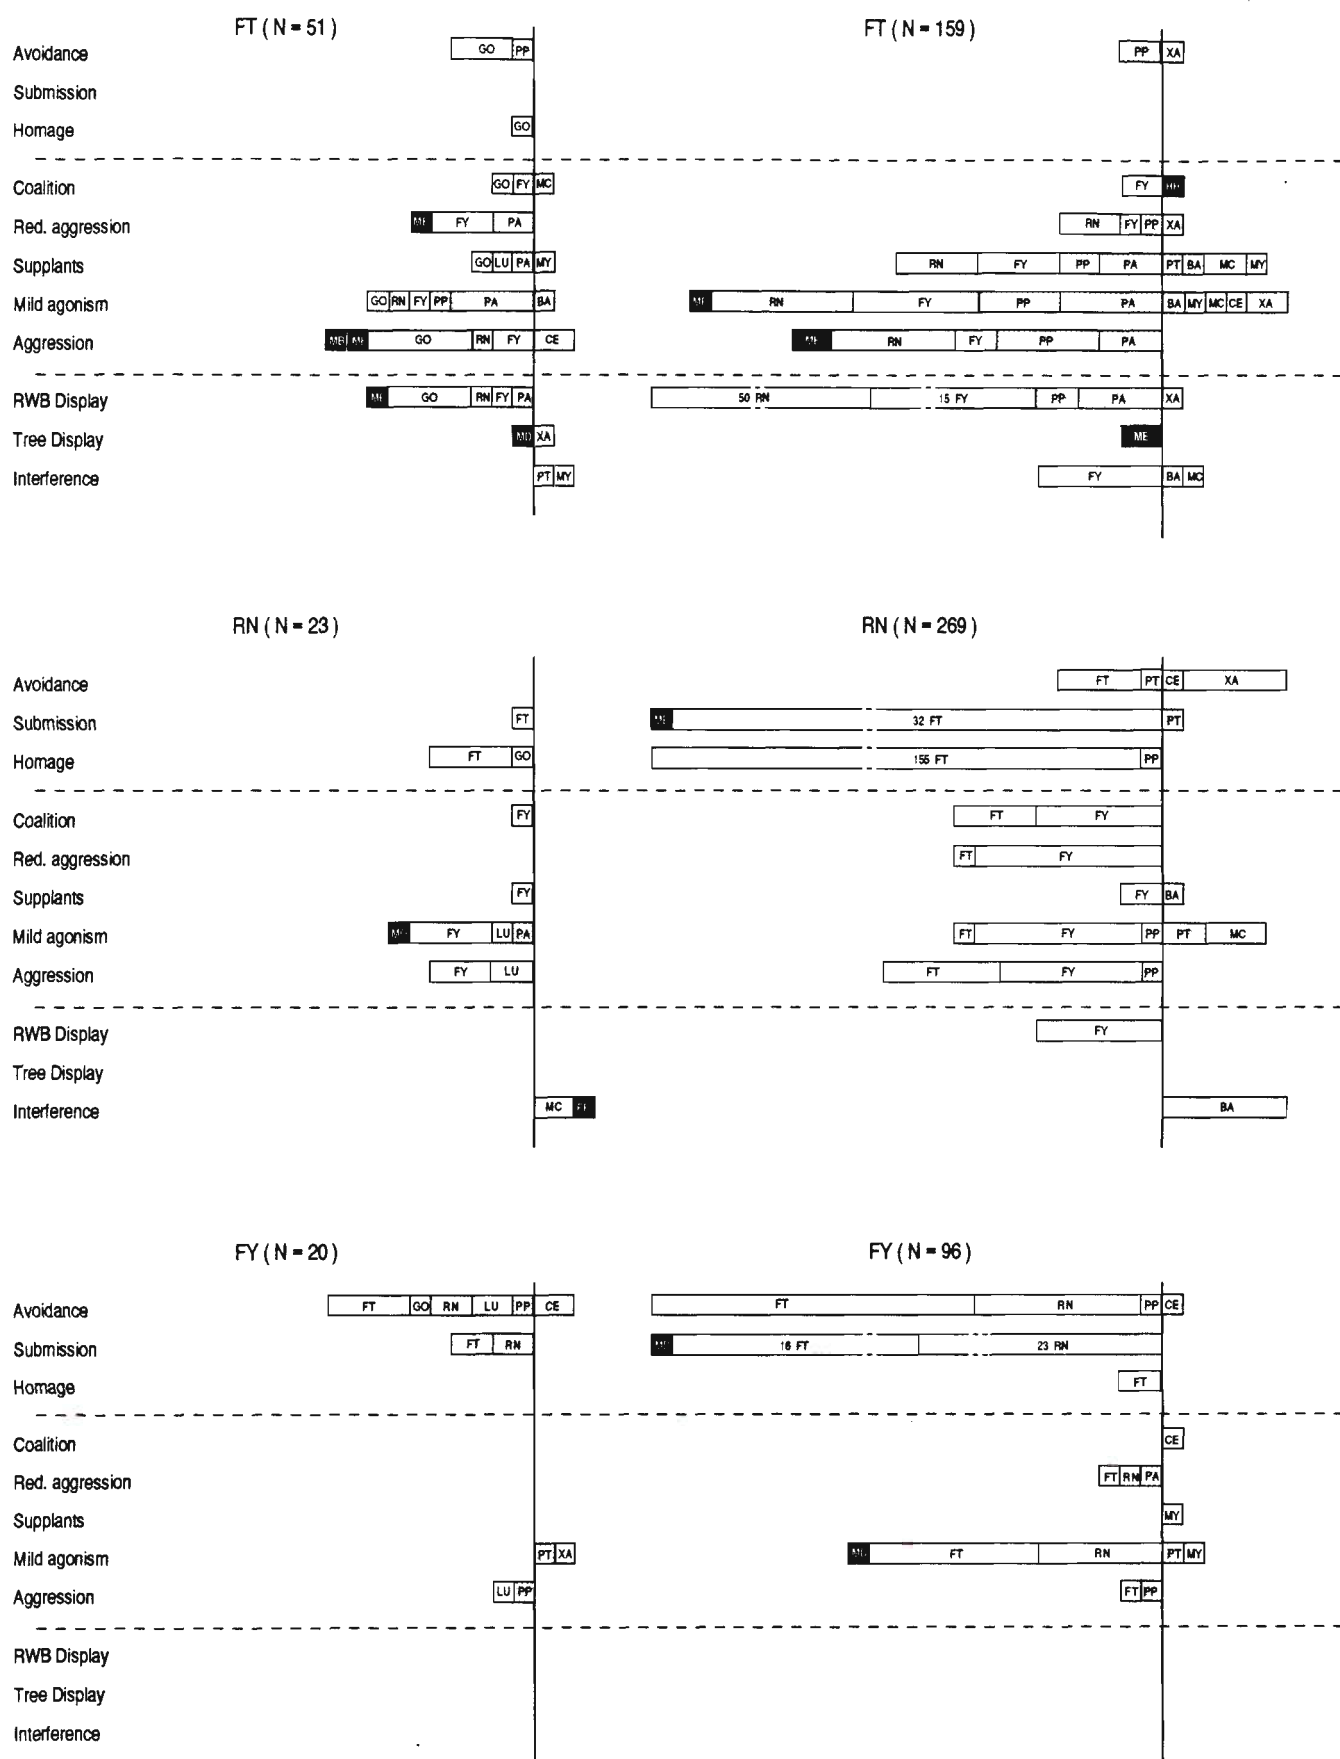 FT ( N = 51 ) FT ( N = 159 )
Avoidance GO PP PP XA
Submission
Homage GO
Coalition GO FY MC FY
Red. aggression FY PA RN FY PP XA
Supplants GO LU PA MY RN FY PP PA PT BA MC MY
Mild agonism GO RN FY PP PA BA ME RN FY PP PA BA MY MC CE XA
Aggression MB ME GO RN FY CE ME RN FY PP PA
RWB Display ME GO RN FY PA 50 RN 15 FY PP PA XA
Tree Display XA ME
Interference PT MY FY BA MC
RN ( N = 23 ) RN ( N = 269 )
Avoidance FT PT CE XA
Submission FT 32 FT PT
Homage FT GO 155 FT PP
Coalition FY FT FY
Red. aggression FT FY
Supplants FY FY BA
Mild agonism FY LU PA FT FY PP PT MC
Aggression FY LU FT FY PP
RWB Display FY
Tree Display
Interference MC BA
FY ( N = 20 ) FY ( N = 96 )
Avoidance FT GO RN LU PP CE FT RN PP CE
Submission FT RN 16 FT 23 RN
Homage FT
Coalition CE
Red. aggression FT RN PA
Supplants MY
Mild agonism PT XA FT RN PT MY
Aggression LU PP FT PP
RWB Display
Tree Display
Interference